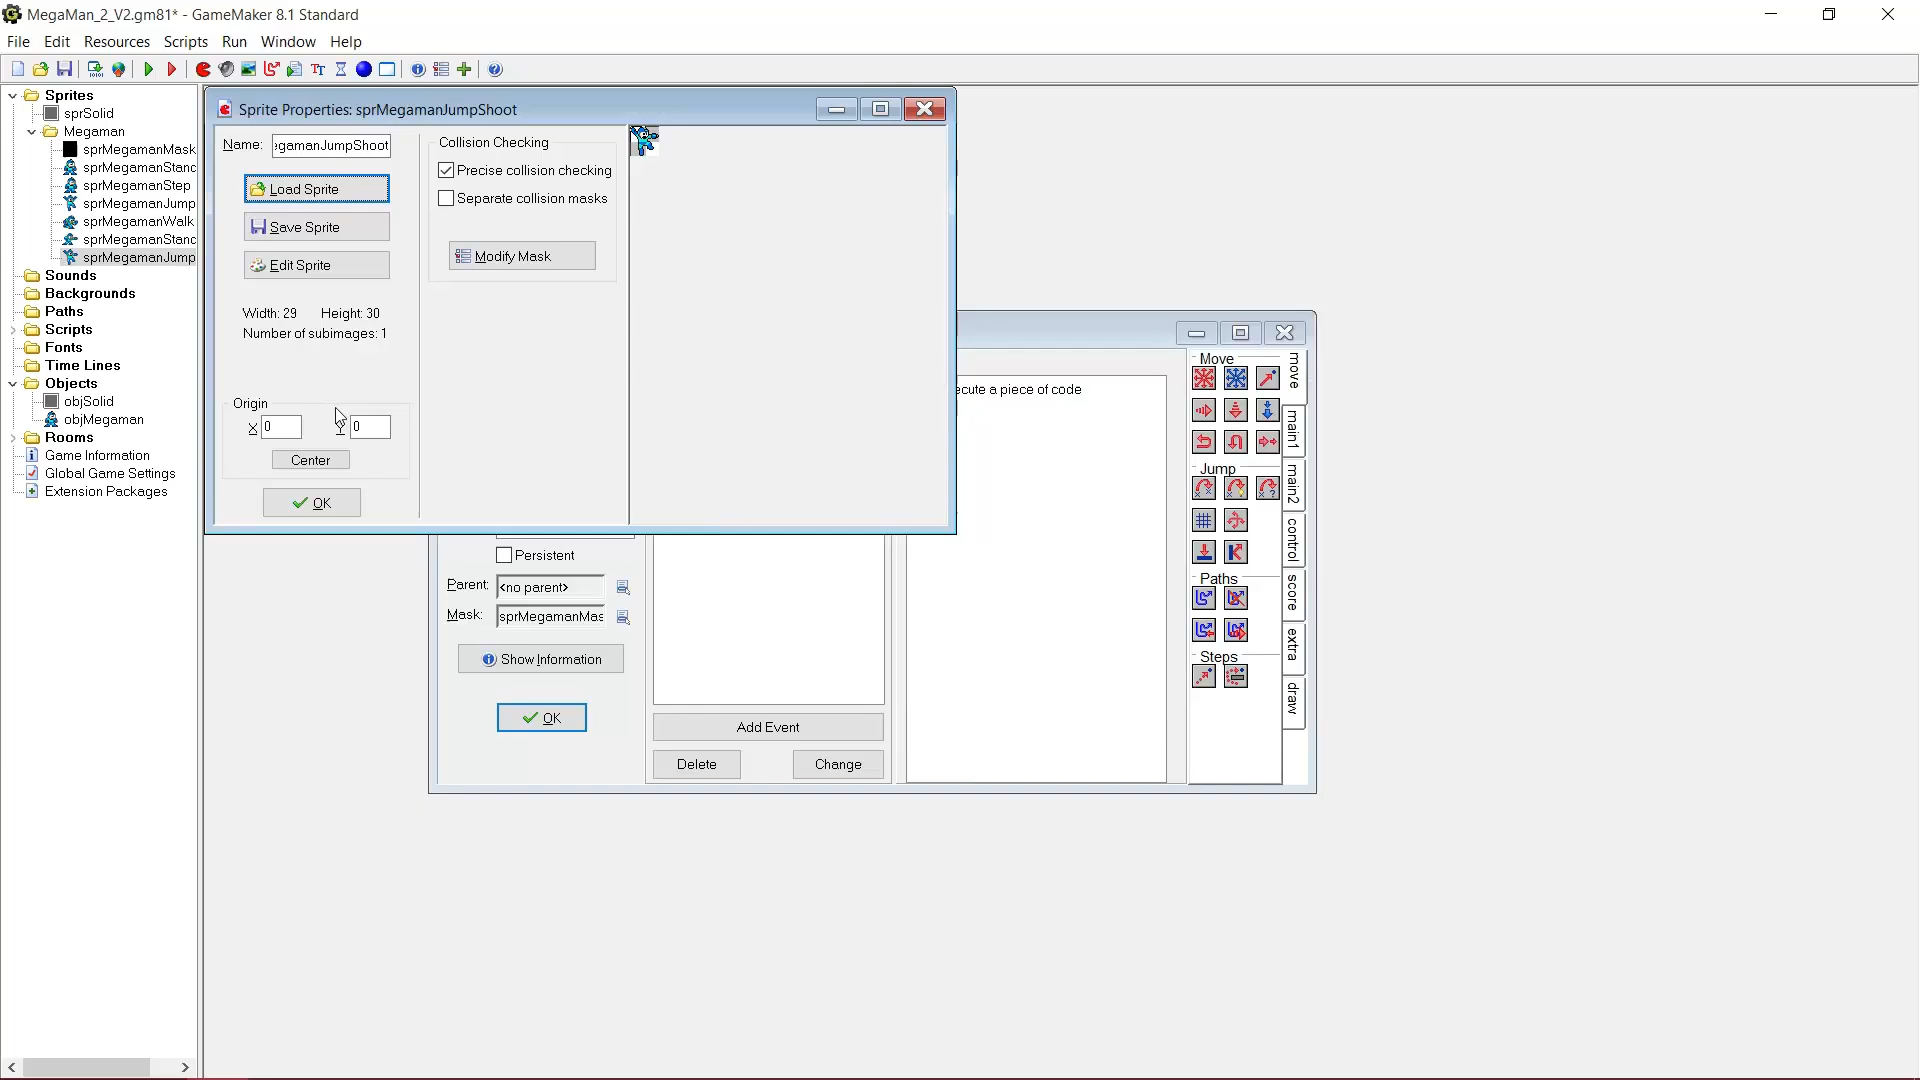 MegaMan_2_V2.gm81* - GameMaker 8.1 Standard
File Edit Resources Scripts Run Window Help
Sprites
sprSolid
Megaman
sprMegamanMask
sprMegamanStanc
sprMegamanStep
sprMegamanJump
sprMegamanWalk
sprMegamanStanc
sprMegamanJump
Sounds
Backgrounds
Paths
Scripts
Fonts
Time Lines
Objects
objSolid
objMegaman
Rooms
Game Information
Global Game Settings
Extension Packages
Sprite Properties: sprMegamanJumpShoot
Name: egamanJumpShoot
Load Sprite
Save Sprite
Edit Sprite
Width: 29 Height: 30
Number of subimages: 1
Origin
X 0 Y 0
Center
OK
Collision Checking
Precise collision checking
Separate collision masks
Modify Mask
Persistent
Parent: <no parent>
Mask: sprMegamanMas
Show Information
OK
Add Event
Delete Change
ecute a piece of code
Move
Jump
Paths
Steps
move
main1
main2
control
score
extra
draw